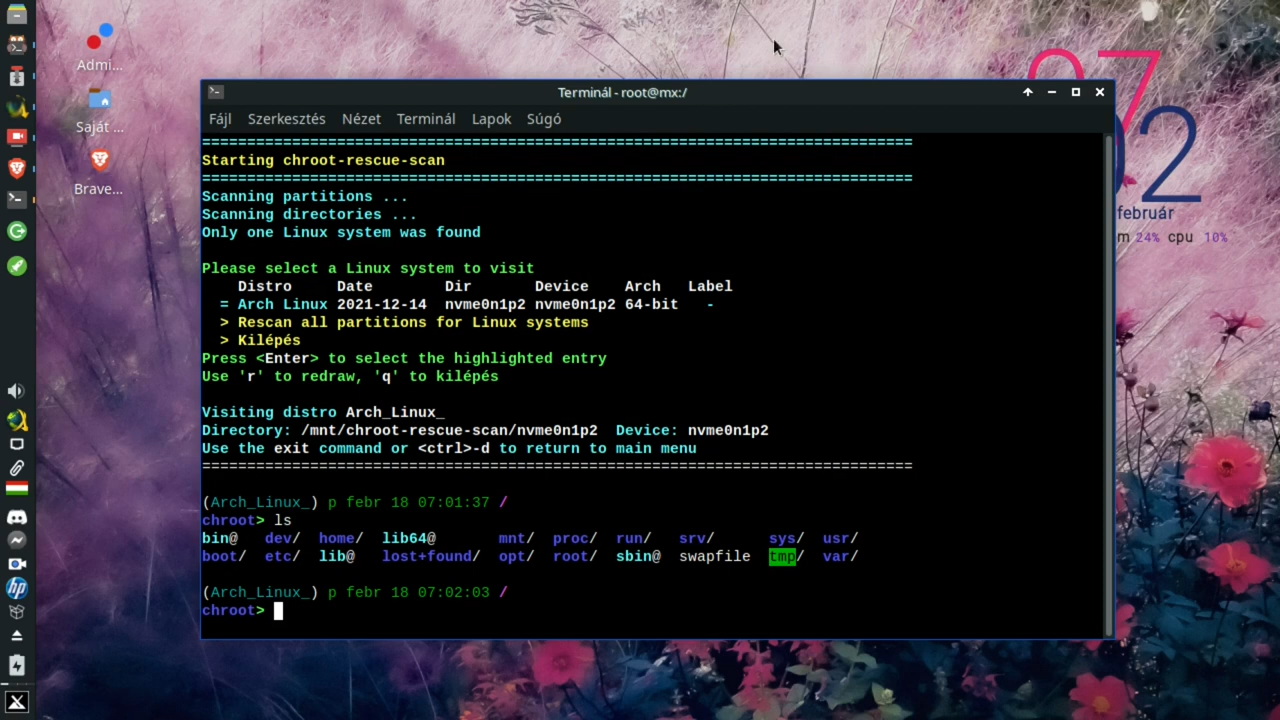 Admi...
Saját ...
Brave...
07
02
február
m 24% cpu 10%
Terminál - root@mx:/
Fájl Szerkesztés Nézet Terminál Lapok Súgó
===============================================================================
Starting chroot-rescue-scan
===============================================================================
Scanning partitions ...
Scanning directories ...
Only one Linux system was found
Please select a Linux system to visit
Distro Date Dir Device Arch Label
= Arch Linux 2021-12-14 nvme0n1p2 nvme0n1p2 64-bit -
> Rescan all partitions for Linux systems
> Kilépés
Press <Enter> to select the highlighted entry
Use 'r' to redraw, 'q' to kilépés
Visiting distro Arch_Linux_
Directory: /mnt/chroot-rescue-scan/nvme0n1p2 Device: nvme0n1p2
Use the exit command or <ctrl>-d to return to main menu
===============================================================================
(Arch_Linux_) p febr 18 07:01:37 /
chroot> ls
bin@ dev/ home/ lib64@ mnt/ proc/ run/ srv/ sys/ usr/
boot/ etc/ lib@ lost+found/ opt/ root/ sbin@ swapfile tmp/ var/
(Arch_Linux_) p febr 18 07:02:03 /
chroot>
hp